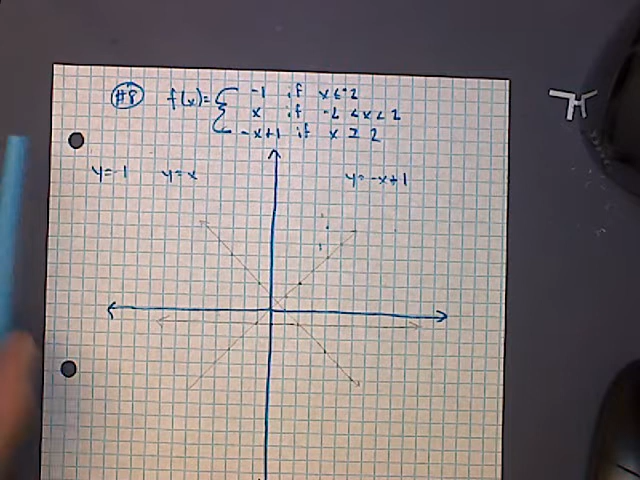 #8 f(x)= { -1 if x ≤ -2
x if -2 < x < 2
-x+1 if x ≥ 2
y=-1 y=x y=-x+1